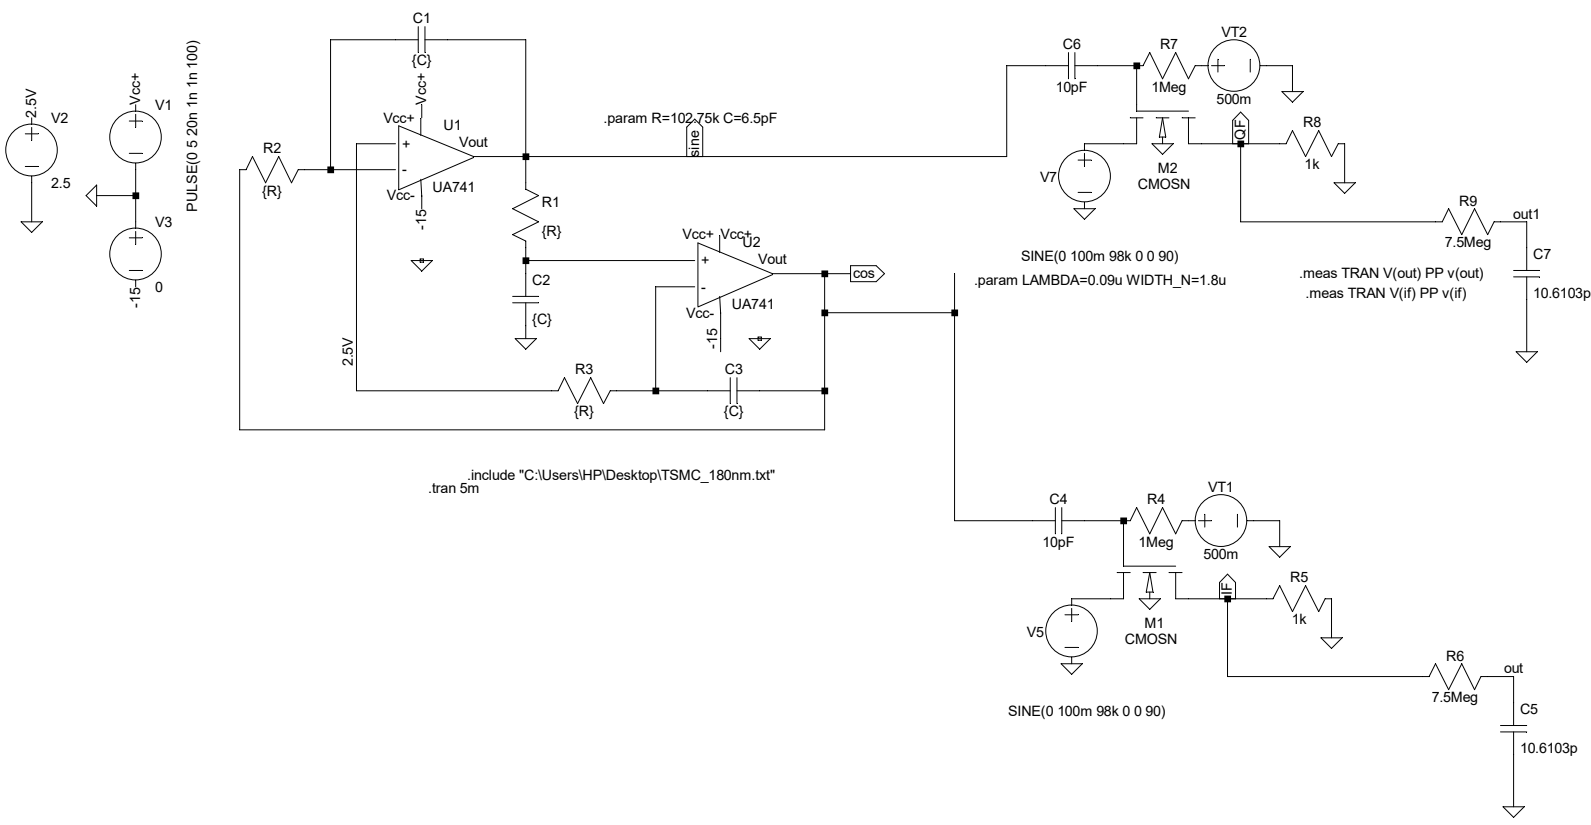 C1
{C}
2.5V
V2
2.5
Vcc+
V1
V3
-15
0
PULSE(0 5 20n 1n 1n 100)
R2
{R}
Vcc+
Vcc+
U1
Vout
UA741
Vcc-
-15
.param R=102.75k C=6.5pF
sine
R1
{R}
C2
{C}
Vcc+
Vcc+
U2
Vout
UA741
Vcc-
-15
cos
2.5V
R3
{R}
C3
{C}
.include "C:\Users\HP\Desktop\TSMC_180nm.txt"
.tran 5m
C6
10pF
R7
1Meg
VT2
500m
V7
M2
CMOSN
QF
R8
1k
R9
7.5Meg
out1
C7
10.6103p
SINE(0 100m 98k 0 0 90)
.param LAMBDA=0.09u WIDTH_N=1.8u
.meas TRAN V(out) PP v(out)
.meas TRAN V(if) PP v(if)
C4
10pF
R4
1Meg
VT1
500m
V5
M1
CMOSN
IF
R5
1k
R6
7.5Meg
out
C5
10.6103p
SINE(0 100m 98k 0 0 90)